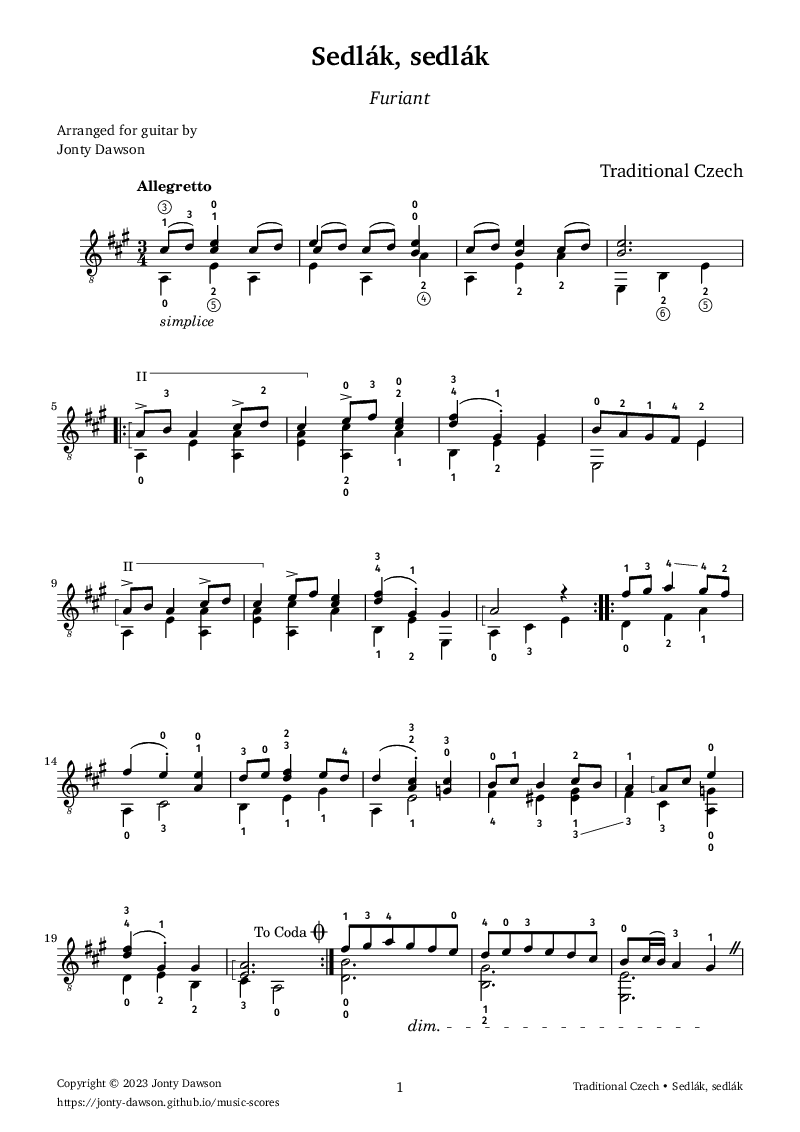 Sedlák, sedlák
Furiant
Arranged for guitar by
Jonty Dawson
Traditional Czech
Allegretto
simplice
II
5
II
9
14
19
To Coda
dim.
Copyright © 2023 Jonty Dawson
https://jonty-dawson.github.io/music-scores
1
Traditional Czech • Sedlák, sedlák